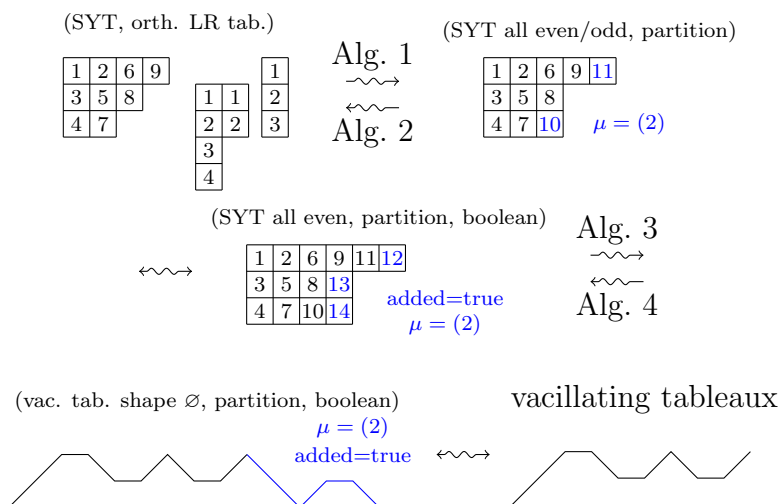 (SYT, orth. LR tab.)
1 2 6 9
3 5 8
4 7
1 1
2 2
3
4
1
2
3
Alg. 1
Alg. 2
(SYT all even/odd, partition)
1 2 6 9 11
3 5 8
4 7 10
μ = (2)
(SYT all even, partition, boolean)
1 2 6 9 11 12
3 5 8 13
4 7 10 14
added=true
μ = (2)
Alg. 3
Alg. 4
(vac. tab. shape ∅, partition, boolean)
μ = (2)
added=true
vacillating tableaux